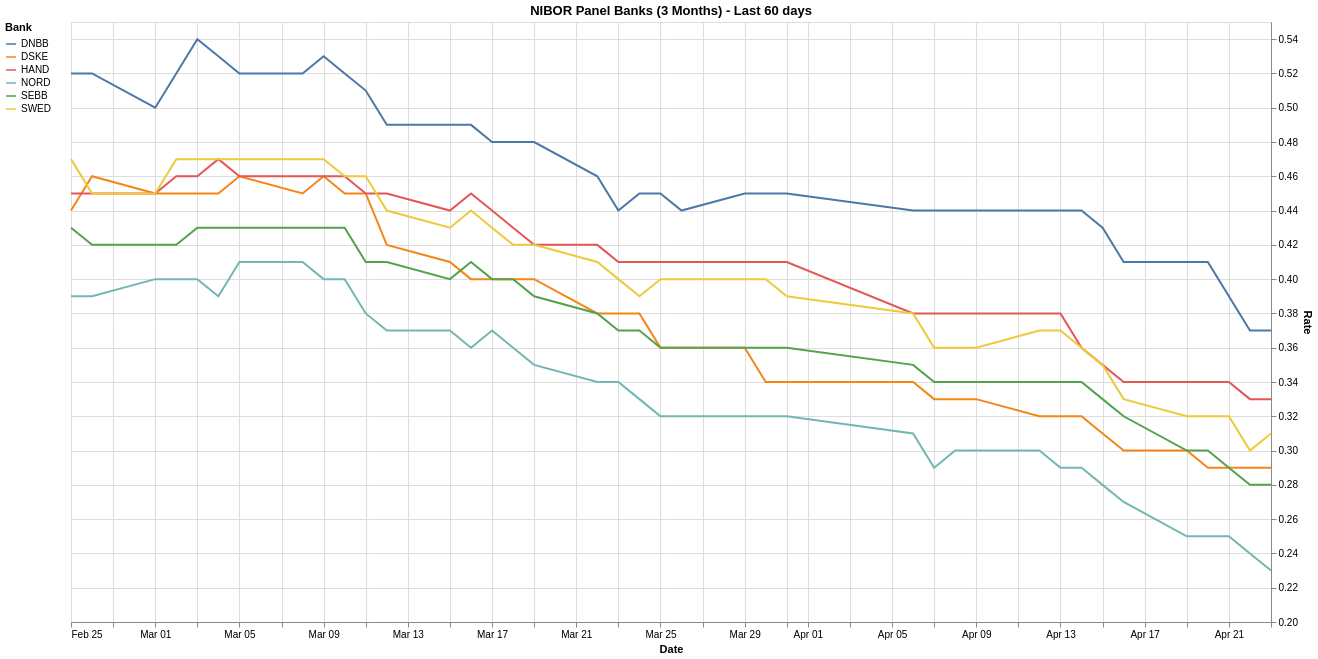 NIBOR Panel Banks (3 Months) - Last 60 days
Bank
DNBB
DSKE
HAND
NORD
SEBB
SWED
0.54
0.52
0.50
0.48
0.46
0.44
0.42
0.40
0.38
0.36
0.34
0.32
0.30
0.28
0.26
0.24
0.22
0.20
Rate
Feb 25 Mar 01 Mar 05 Mar 09 Mar 13 Mar 17 Mar 21 Mar 25 Mar 29 Apr 01 Apr 05 Apr 09 Apr 13 Apr 17 Apr 21
Date